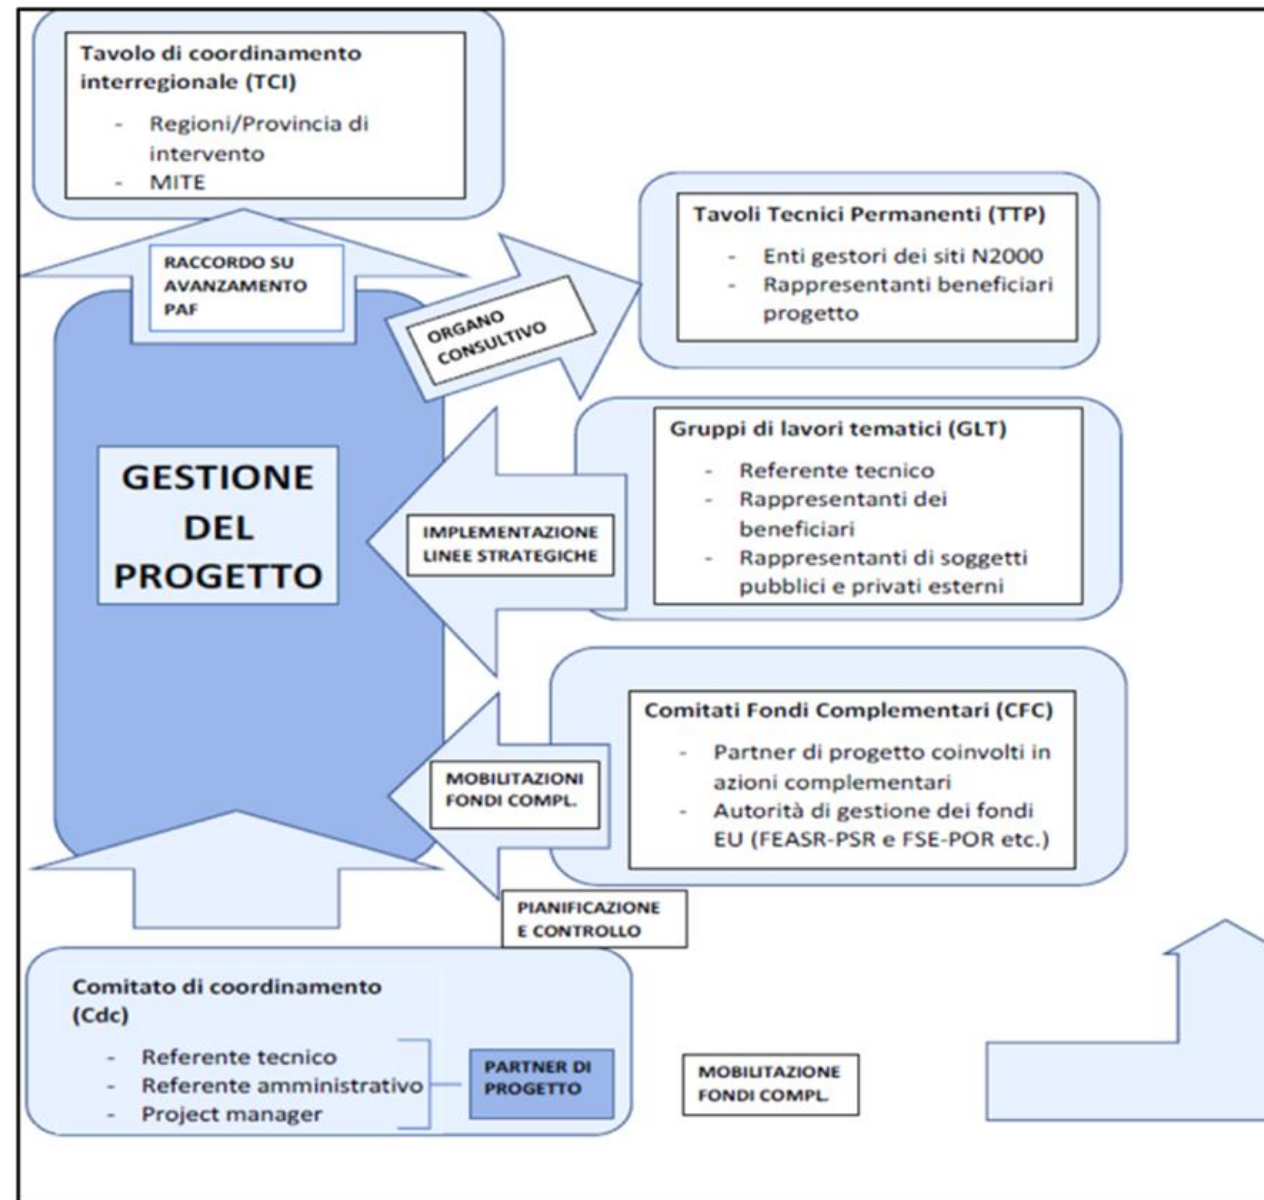 Tavolo di coordinamento
interregionale (TCI)
- Regioni/Provincia di
intervento
- MITE
RACCORDO SU
AVANZAMENTO
PAF
ORGANO
CONSULTIVO
Tavoli Tecnici Permanenti (TTP)
- Enti gestori dei siti N2000
- Rappresentanti beneficiari
progetto
GESTIONE
DEL
PROGETTO
IMPLEMENTAZIONE
LINEE STRATEGICHE
Gruppi di lavori tematici (GLT)
- Referente tecnico
- Rappresentanti dei
beneficiari
- Rappresentanti di soggetti
pubblici e privati esterni
MOBILITAZIONI
FONDI COMPL.
Comitati Fondi Complementari (CFC)
- Partner di progetto coinvolti in
azioni complementari
- Autorità di gestione dei fondi
EU (FEASR-PSR e FSE-POR etc.)
PIANIFICAZIONE
E CONTROLLO
Comitato di coordinamento
(Cdc)
- Referente tecnico
- Referente amministrativo
- Project manager
PARTNER DI
PROGETTO
MOBILITAZIONE
FONDI COMPL.